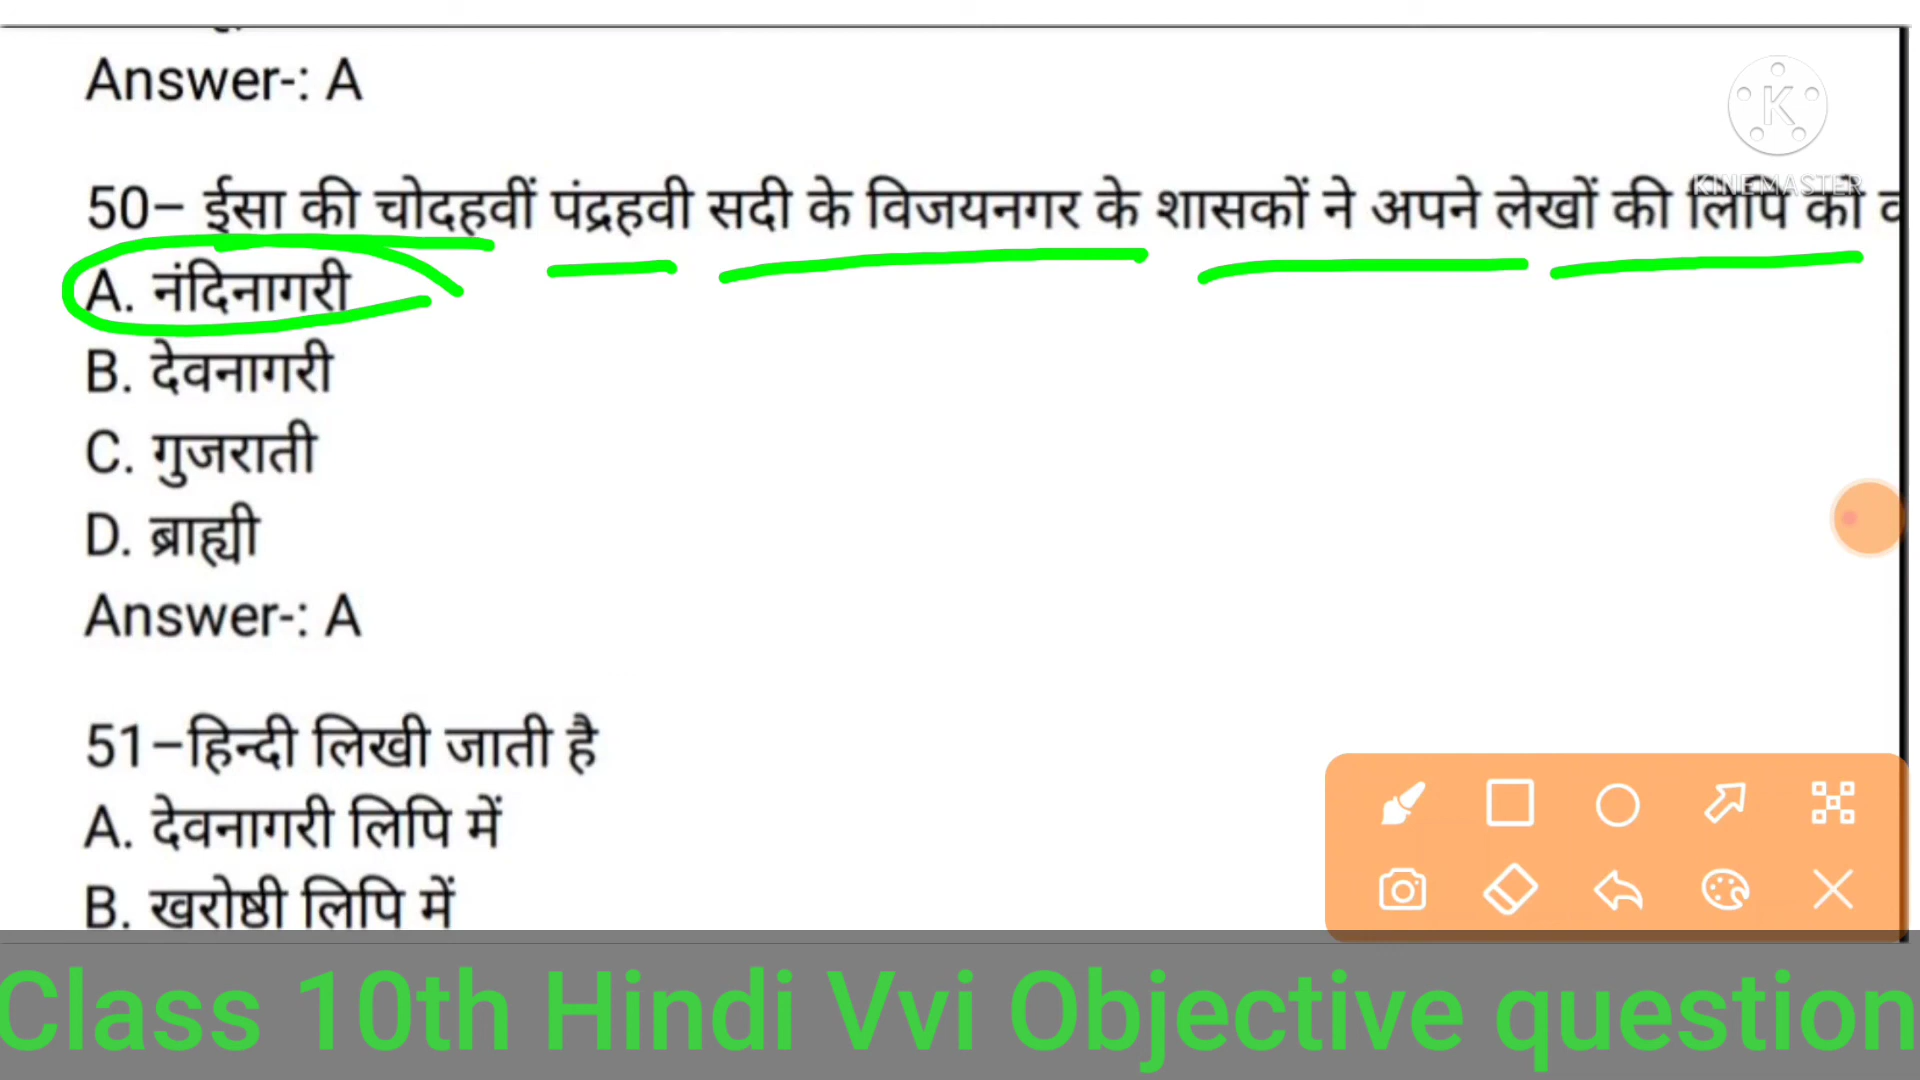 Answer-: A
KINEMASTER
50– ईसा की चोदहवीं पंद्रहवी सदी के विजयनगर के शासकों ने अपने लेखों की लिपि को
A. नंदिनागरी
B. देवनागरी
C. गुजराती
D. ब्राह्यी
Answer-: A
51–हिन्दी लिखी जाती है
A. देवनागरी लिपि में
B. खरोष्ठी लिपि में
Class 10th Hindi Vvi Objective question